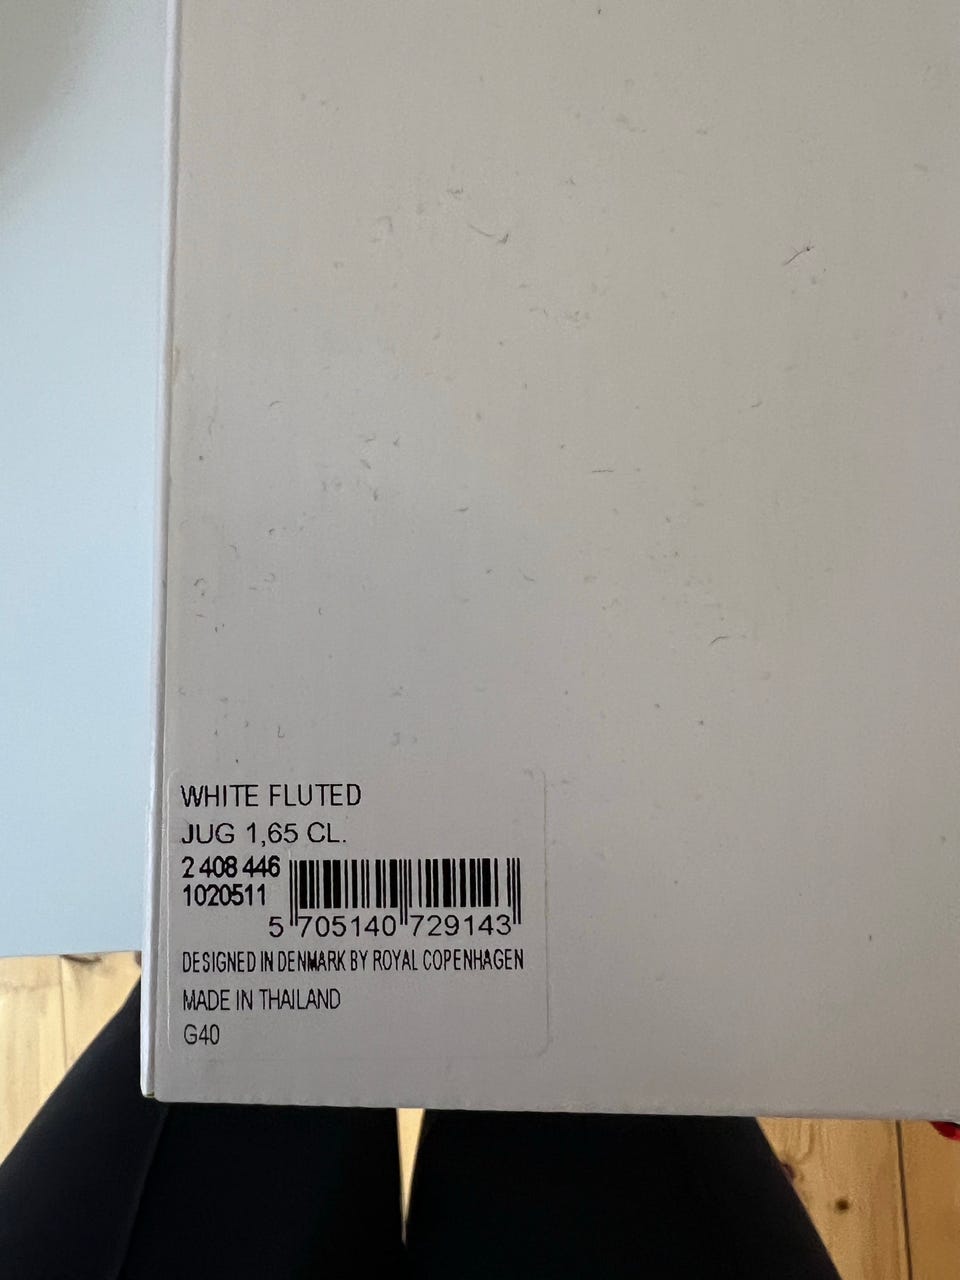 WHITE FLUTED
JUG 1,65 CL.
2 408 446
1020511
5 705140 729143
DESIGNED IN DENMARK BY ROYAL COPENHAGEN
MADE IN THAILAND
G40